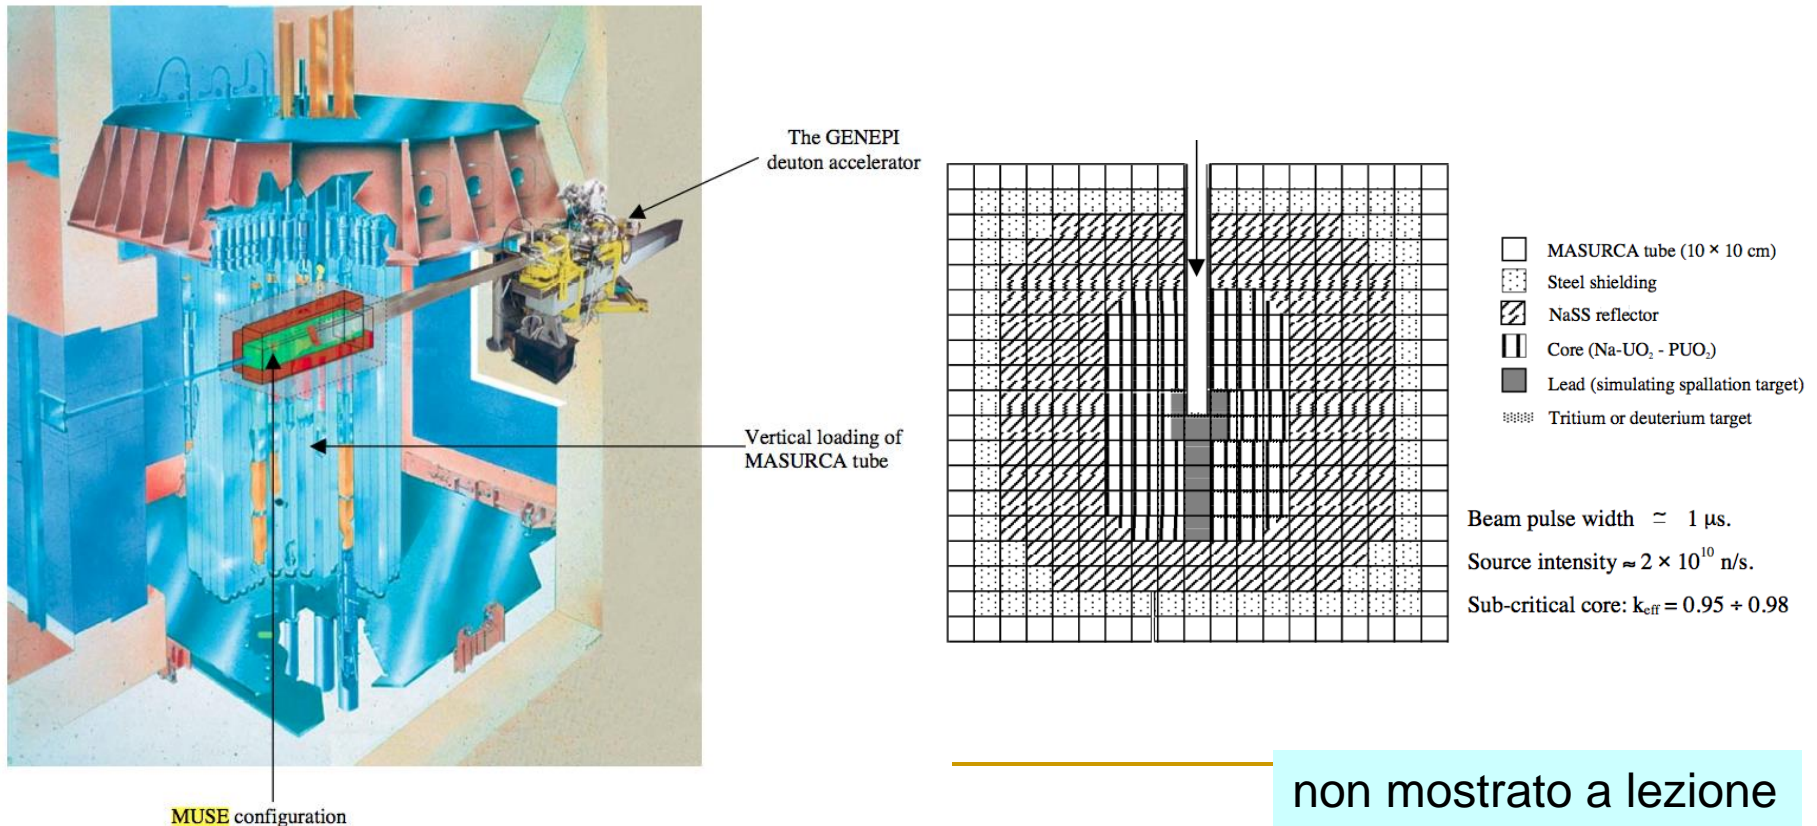 The GENEPI
deuton accelerator
Vertical loading of
MASURCA tube
MUSE configuration
MASURCA tube (10 × 10 cm)
Steel shielding
NaSS reflector
Core (Na-UO₂ - PUO₂)
Lead (simulating spallation target)
Tritium or deuterium target
Beam pulse width ≃ 1 µs.
Source intensity ≈ 2 × 10¹⁰ n/s.
Sub-critical core: k_eff = 0.95 ÷ 0.98
non mostrato a lezione